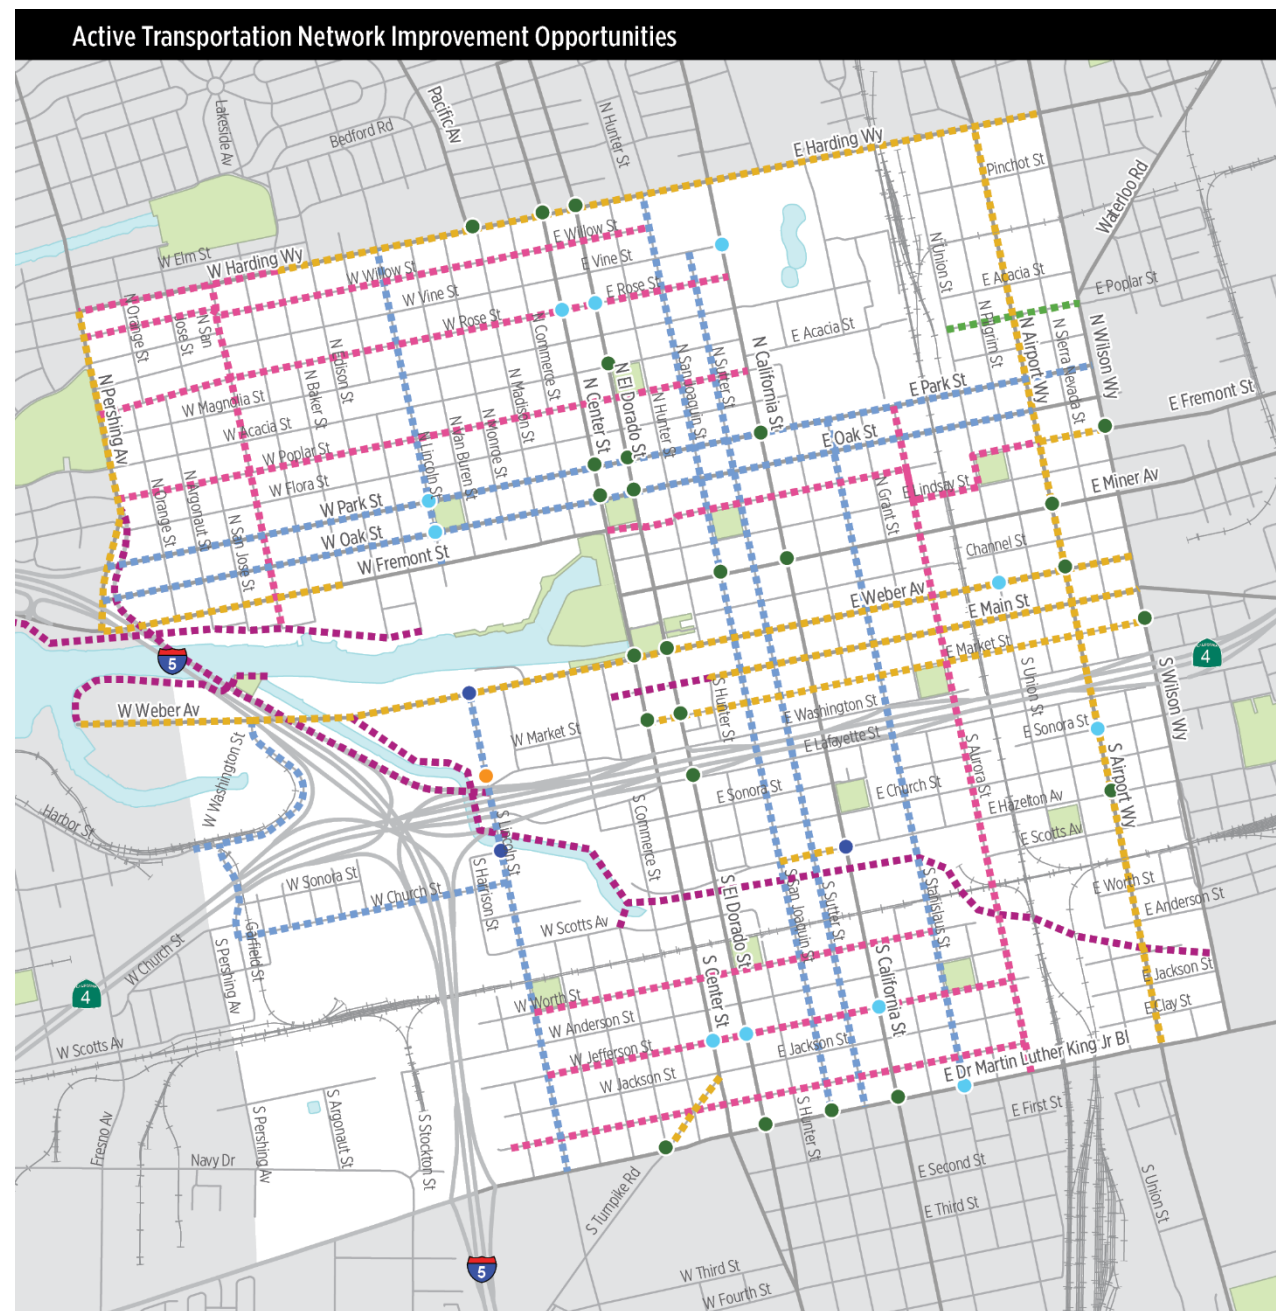 Active Transportation Network Improvement Opportunities
Lakeside Av
Bedford Rd
Pacific Av
N Hunter St
E Harding Wy
Pinchot St
Waterloo Rd
W Elm St
W Harding Wy
E Willow St
W Willow St
E Vine St
W Vine St
E Rose St
W Rose St
N Union St
E Acacia St
E Poplar St
N Orange St
N San
Jose St
N Edison St
N Baker St
N Commerce St
N Madison St
N Center St
N El Dorado St
N Hunter St
N San Joaquin St
N Sutter St
N California St
E Acacia St
N Pilgrin St
N Airport Wy
N Sierra Nevada St
N Wilson Wy
E Park St
E Fremont St
N Pershing Av
W Magnolia St
W Acacia St
W Poplar St
W Flora St
N Lincoln St
N Van Buren St
N Monroe St
E Oak St
E Lindsay St
E Miner Av
N Grant St
N Orange St
N Argonaut St
N San Jose St
W Park St
W Oak St
W Fremont St
Channel St
E Weber Av
E Main St
E Market St
5
4
W Weber Av
W Market St
S Hunter St
E Washington St
E Lafayette St
S Union St
E Sonora St
S Wilson Wy
W Washington St
Harbor St
S Aurora St
S Airport Wy
E Sonora St
E Church St
E Hazelton Av
E Scotts Av
S Commerce St
S Lincoln St
S Harrison St
W Sonora St
W Church St
W Scotts Av
S El Dorado St
S San Joaquin St
S Sutter St
S Stanislaus St
E Worth St
E Anderson St
W Church St
S Pershing Av
Garfield St
4
W Scotts Av
W Worth St
W Anderson St
W Jefferson St
W Jackson St
S Center St
S California St
E Jackson St
E Jackson St
E Clay St
E Dr Martin Luther King Jr Bl
Fresno Av
Navy Dr
S Pershing Av
S Argonaut St
S Stockton St
S Hunter St
E First St
E Second St
E Third St
S Union St
S Turnpike Rd
5
W Third St
W Fourth St